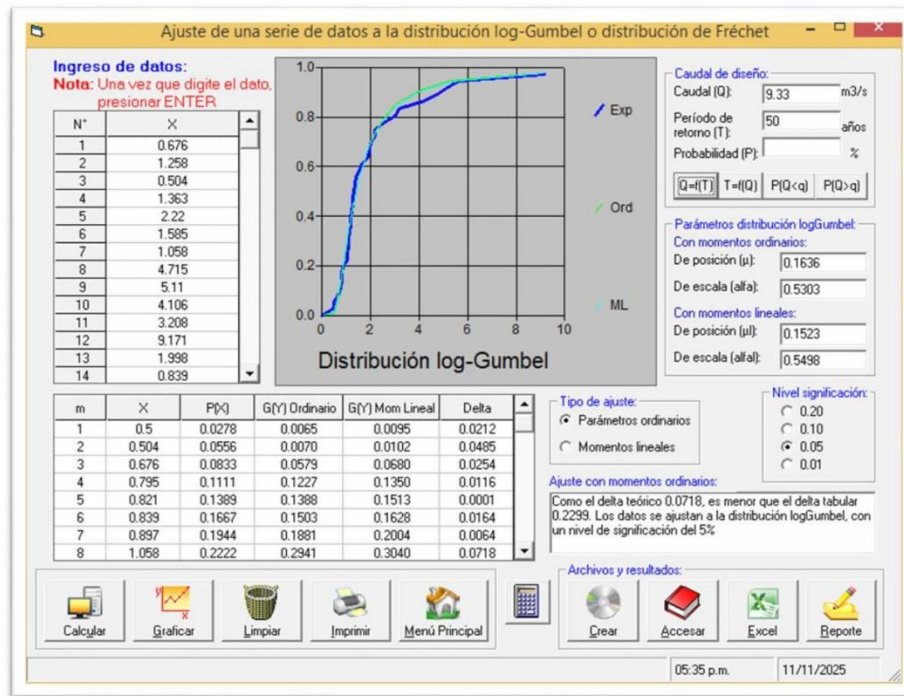 Ajuste de una serie de datos a la distribución log-Gumbel o distribución de Fréchet
Ingreso de datos:
Nota: Una vez que digite el dato,
presionar ENTER
N° X
1 0.676
2 1.258
3 0.504
4 1.363
5 2.22
6 1.585
7 1.058
8 4.715
9 5.11
10 4.106
11 3.208
12 9.171
13 1.998
14 0.839
1.0
0.8
0.6
0.4
0.2
0.0
0 2 4 6 8 10
Exp
Ord
ML
Distribución log-Gumbel
Caudal de diseño:
Caudal (Q): 9.33 m3/s
Período de
retorno (T): 50 años
Probabilidad (P): %
Q=f(T) T=f(Q) P(Q<q) P(Q>q)
Parámetros distribución logGumbel:
Con momentos ordinarios:
De posición (μ): 0.1636
De escala (alfa): 0.5303
Con momentos lineales:
De posición (μl): 0.1523
De escala (alfal): 0.5498
m X P(X) G(Y) Ordinario G(Y) Mom Lineal Delta
1 0.5 0.0278 0.0065 0.0095 0.0212
2 0.504 0.0556 0.0070 0.0102 0.0485
3 0.676 0.0833 0.0579 0.0680 0.0254
4 0.795 0.1111 0.1227 0.1350 0.0116
5 0.821 0.1389 0.1388 0.1513 0.0001
6 0.839 0.1667 0.1503 0.1628 0.0164
7 0.897 0.1944 0.1881 0.2004 0.0064
8 1.058 0.2222 0.2941 0.3040 0.0718
Tipo de ajuste:
Parámetros ordinarios
Momentos lineales
Nivel significación:
0.20
0.10
0.05
0.01
Ajuste con momentos ordinarios:
Como el delta teórico 0.0718, es menor que el delta tabular
0.2299. Los datos se ajustan a la distribución logGumbel, con
un nivel de significación del 5%
Calcular
Graficar
Limpiar
Imprimir
Menú Principal
Archivos y resultados:
Crear
Accesar
Excel
Reporte
05:35 p.m. 11/11/2025